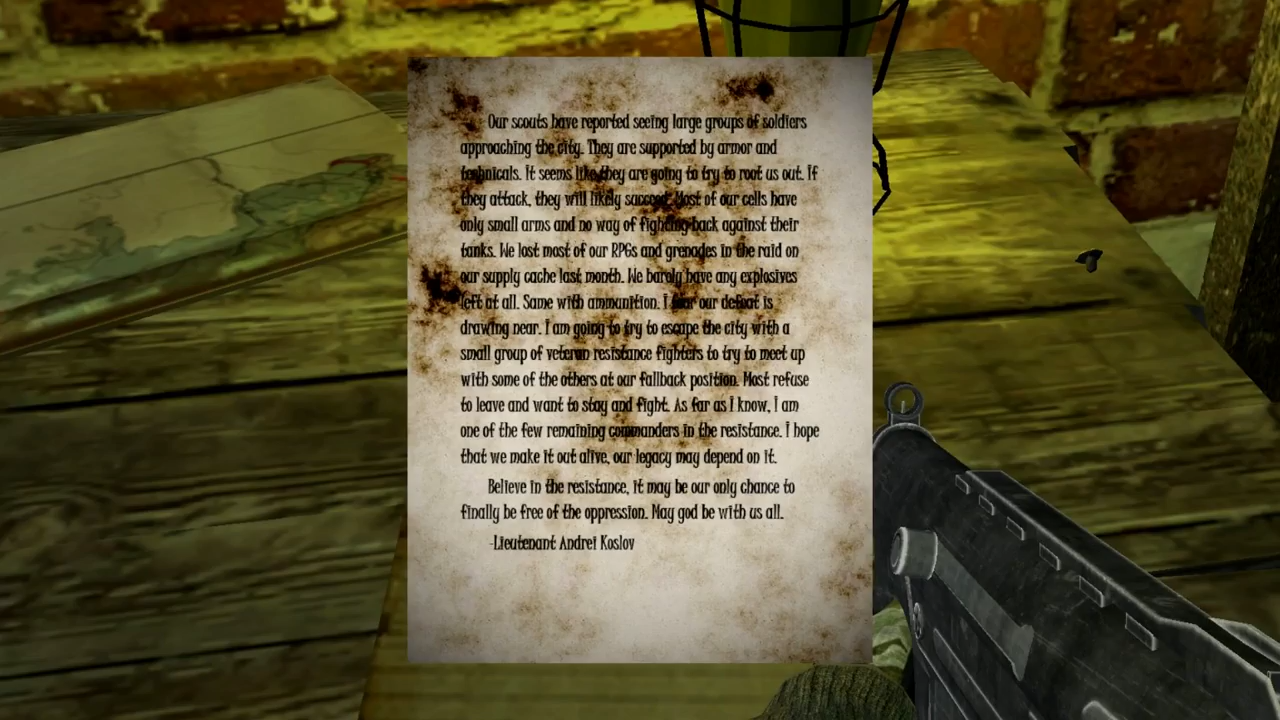 Our scouts have reported seeing large groups of soldiers
approaching the city. They are supported by armor and
technicals. It seems like they are going to try to root us out. If
they attack, they will likely succeed. Most of our cells have
only small arms and no way of fighting back against their
tanks. We lost most of our RPGs and grenades in the raid on
our supply cache last month. We barely have any explosives
left at all. Same with ammunition. I fear our defeat is
drawing near. I am going to try to escape the city with a
small group of veteran resistance fighters to try to meet up
with some of the others at our fallback position. Most refuse
to leave and want to stay and fight. As far as I know, I am
one of the few remaining commanders in the resistance. I hope
that we make it out alive, our legacy may depend on it.
Believe in the resistance, it may be our only chance to
finally be free of the oppression. May god be with us all.
-Lieutenant Andrei Koslov